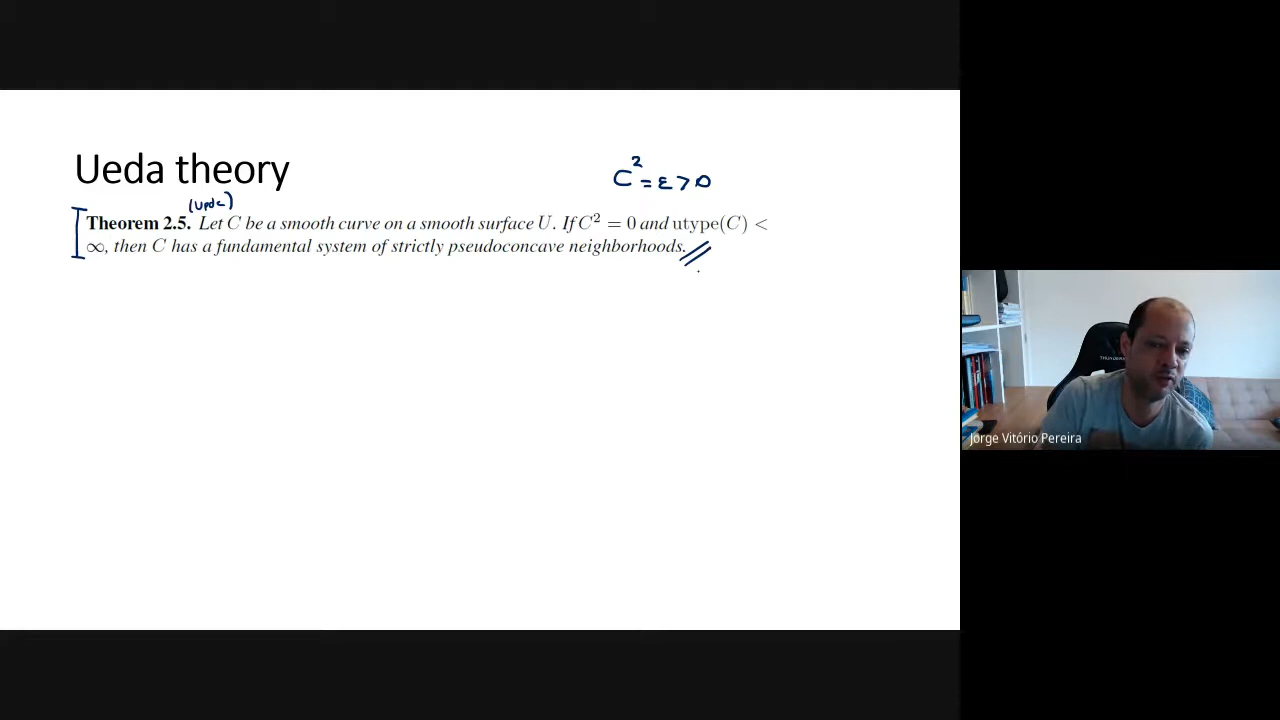 Ueda theory
C² = ε > 0
(Ueda)
Theorem 2.5. Let C be a smooth curve on a smooth surface U. If C² = 0 and utype(C) <
∞, then C has a fundamental system of strictly pseudoconcave neighborhoods.
Jorge Vitório Pereira